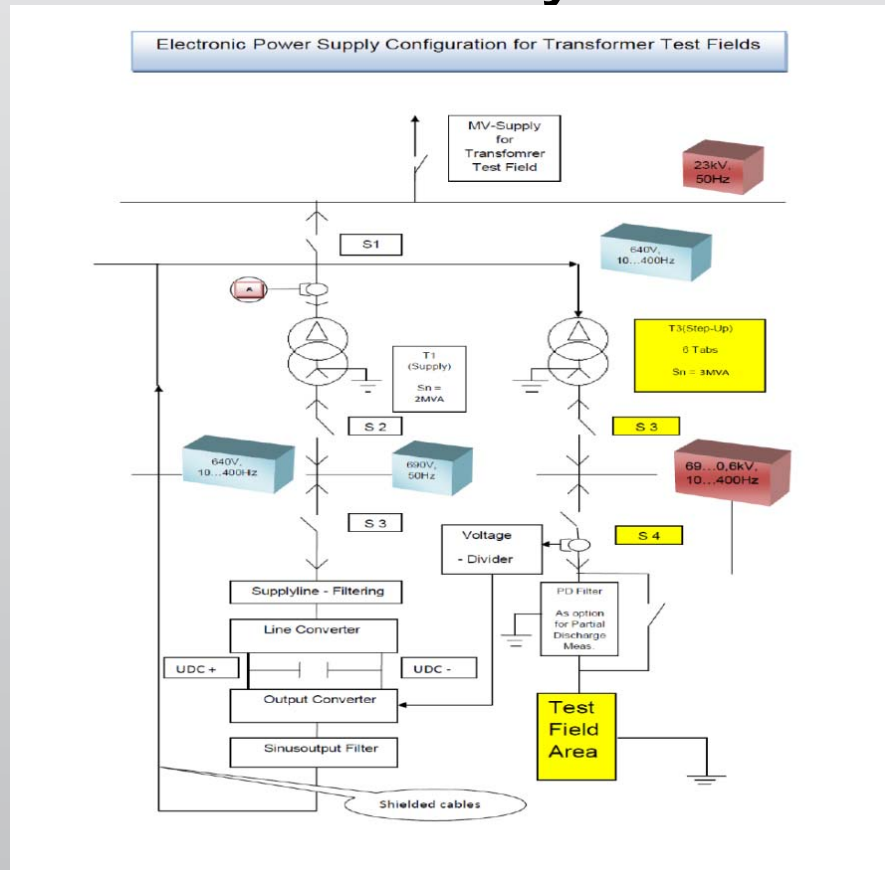 Electronic Power Supply Configuration for Transformer Test Fields
MV-Supply
for
Transfomrer
Test Field
23kV,
50Hz
S1
640V,
10...400Hz
A
T1
(Supply)
Sn =
2MVA
T3(Step-Up)
6 Tabs
Sn = 3MVA
S 2
S 3
640V,
10...400Hz
690V,
50Hz
69...0,6kV,
10...400Hz
S 3
S 4
Voltage
- Divider
Supplyline - Filtering
PD Filter
As option
for Partial
Discharge
Meas.
Line Converter
UDC +
UDC -
Output Converter
Test
Field
Area
Sinusoutput Filter
Shielded cables